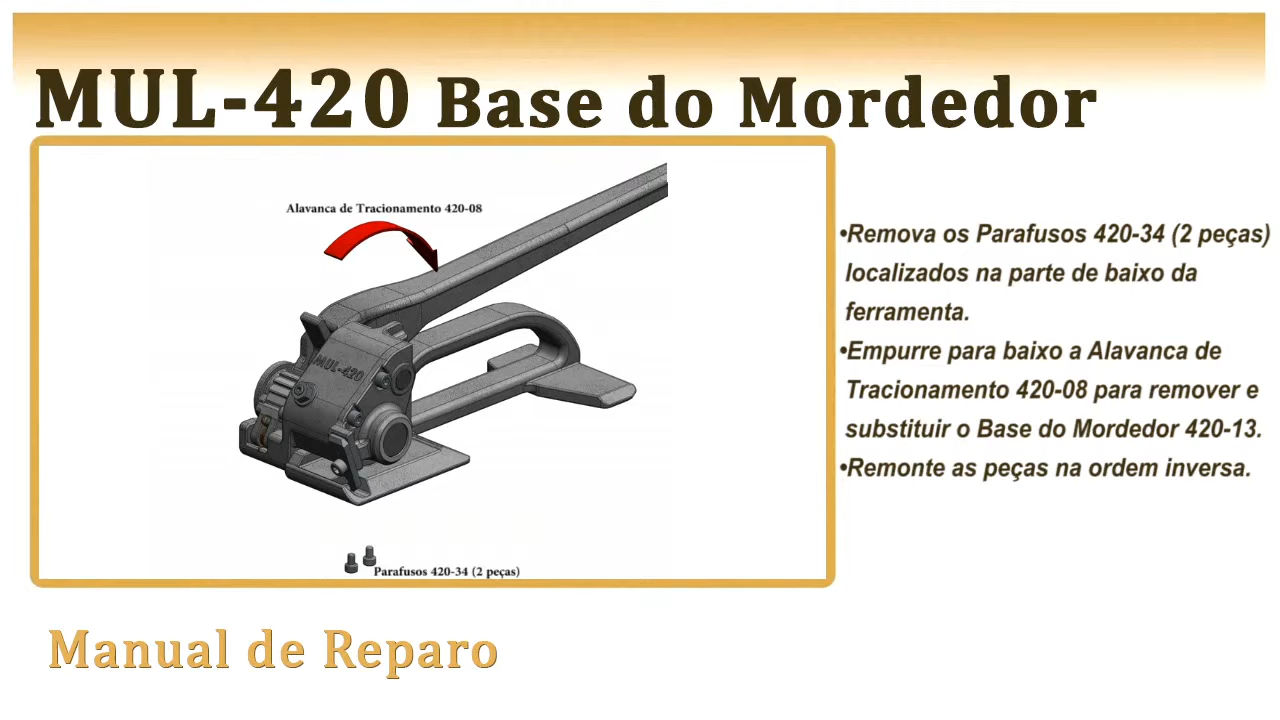 MUL-420 Base do Mordedor
Alavanca de Tracionamento 420-08
MUL-420
Parafusos 420-34 (2 peças)
•Remova os Parafusos 420-34 (2 peças)
localizados na parte de baixo da
ferramenta.
•Empurre para baixo a Alavanca de
Tracionamento 420-08 para remover e
substituir o Base do Mordedor 420-13.
•Remonte as peças na ordem inversa.
Manual de Reparo